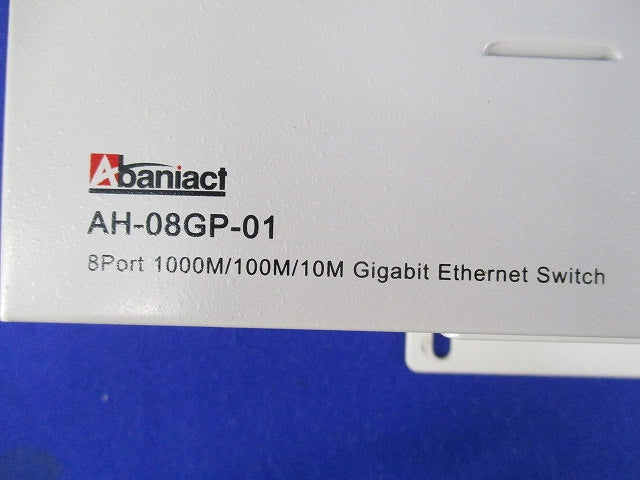 Abaniact
AH-08GP-01
8Port 1000M/100M/10M Gigabit Ethernet Switch